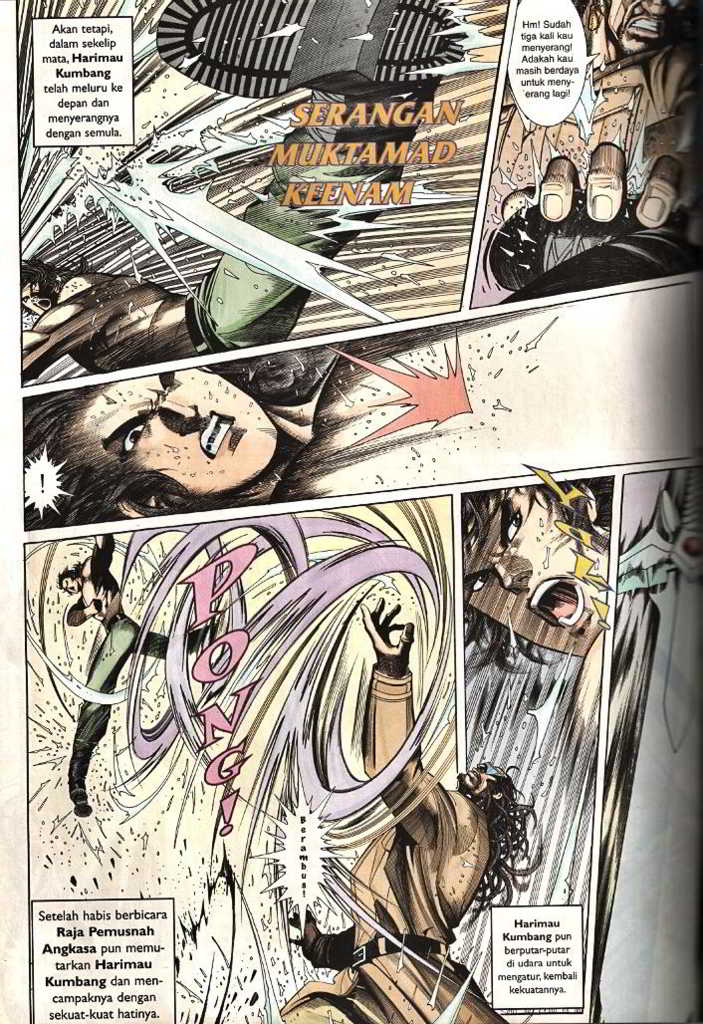 Akan tetapi,
dalam sekelip
mata, Harimau
Kumbang
telah meluru ke
depan dan
menyerangnya
dengan semula.
SERANGAN
MUKTAMAD
KEENAM
Hm! Sudah
tiga kali kau
menyerang!
Adakah kau
masih berdaya
untuk meny-
erang lagi!
!
PONG!
Berambus!
Setelah habis berbicara
Raja Pemusnah
Angkasa pun memu-
tarkan Harimau
Kumbang dan men-
campaknya dengan
sekuat-kuat hatinya.
Harimau
Kumbang pun
berputar-putar
di udara untuk
mengatur, kembali
kekuatannya.